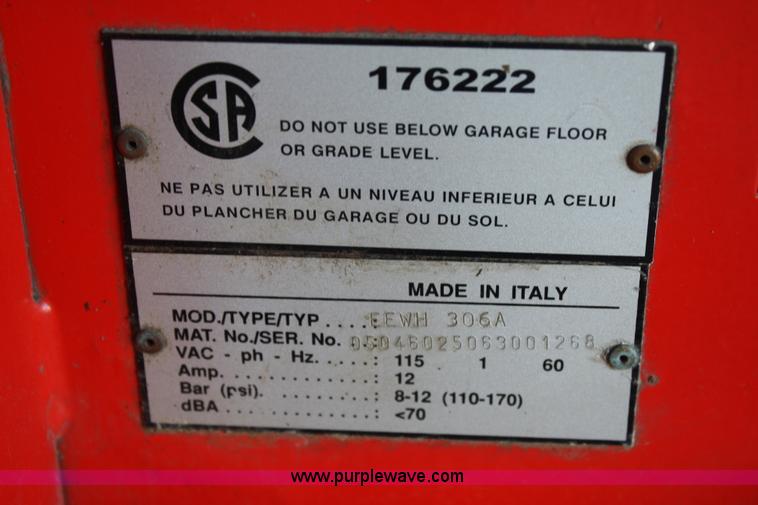 CSA
176222
DO NOT USE BELOW GARAGE FLOOR
OR GRADE LEVEL.
NE PAS UTILIZER A UN NIVEAU INFERIEUR A CELUI
DU PLANCHER DU GARAGE OU DU SOL.
MADE IN ITALY
MOD./TYPE/TYP ....: EEWH 306A
MAT. No./SER. No. .: 05046025063001268
VAC - ph - Hz. ....: 115 1 60
Amp. ..............: 12
Bar (psi). ........: 8-12 (110-170)
dBA ..............: <70
www.purplewave.com